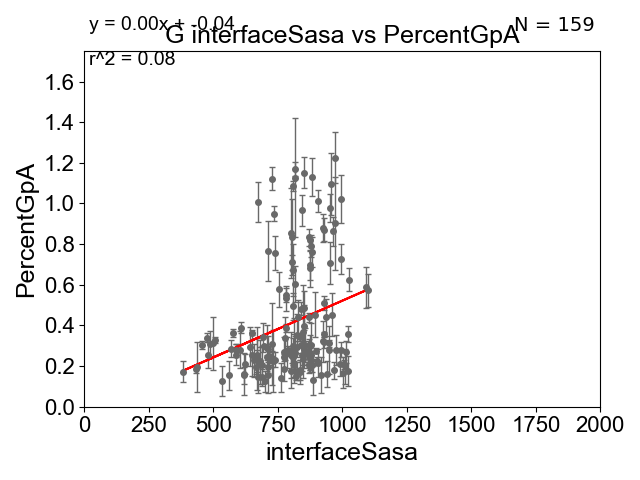 y = 0.00x + -0.04
N = 159
G interfaceSasa vs PercentGpA
r^2 = 0.08
PercentGpA
1.6
1.4
1.2
1.0
0.8
0.6
0.4
0.2
0.0
0 250 500 750 1000 1250 1500 1750 2000
interfaceSasa